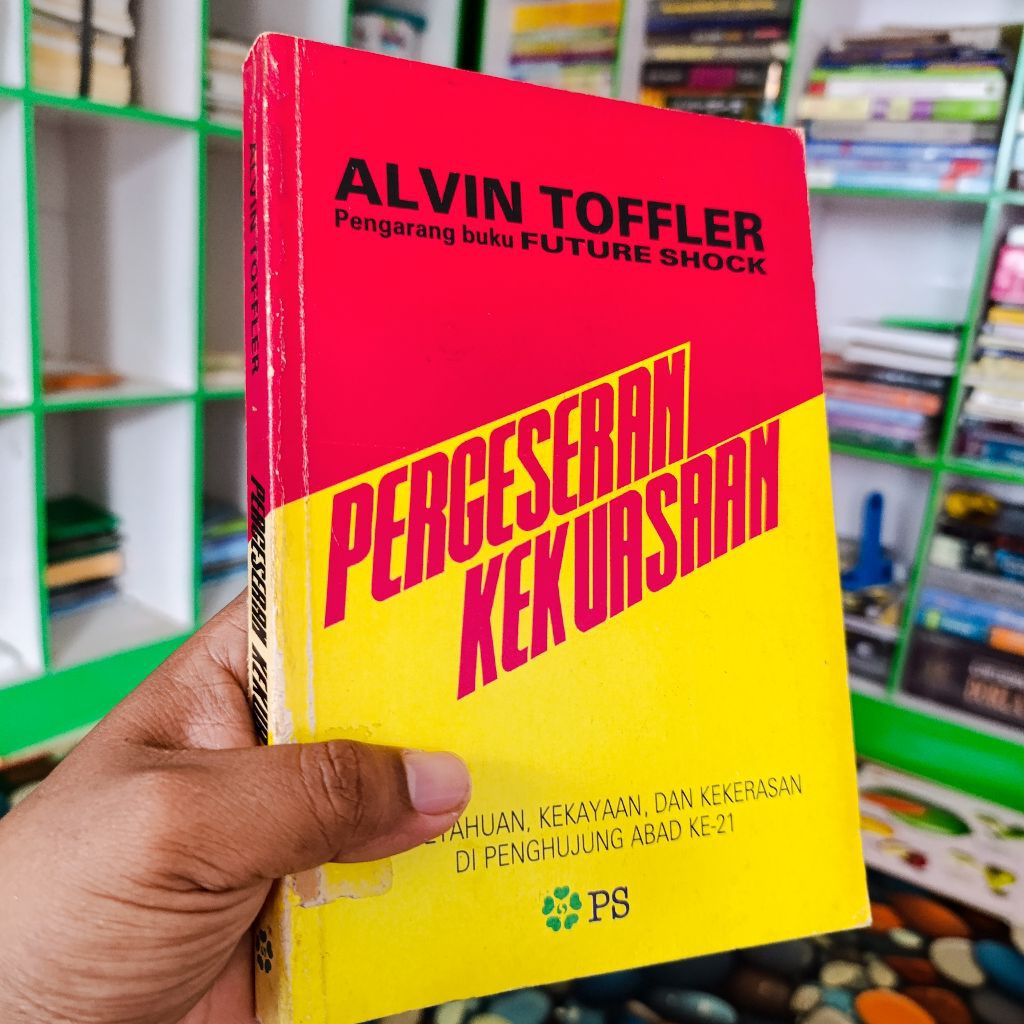 ALVIN TOFFLER
Pengarang buku FUTURE SHOCK
PERGESERAN
KEKUASAAN
KEKAYAAN, DAN KEKERASAN
DI PENGHUJUNG ABAD KE-21
PS
ALVIN TOFFLER
PERGESERAN